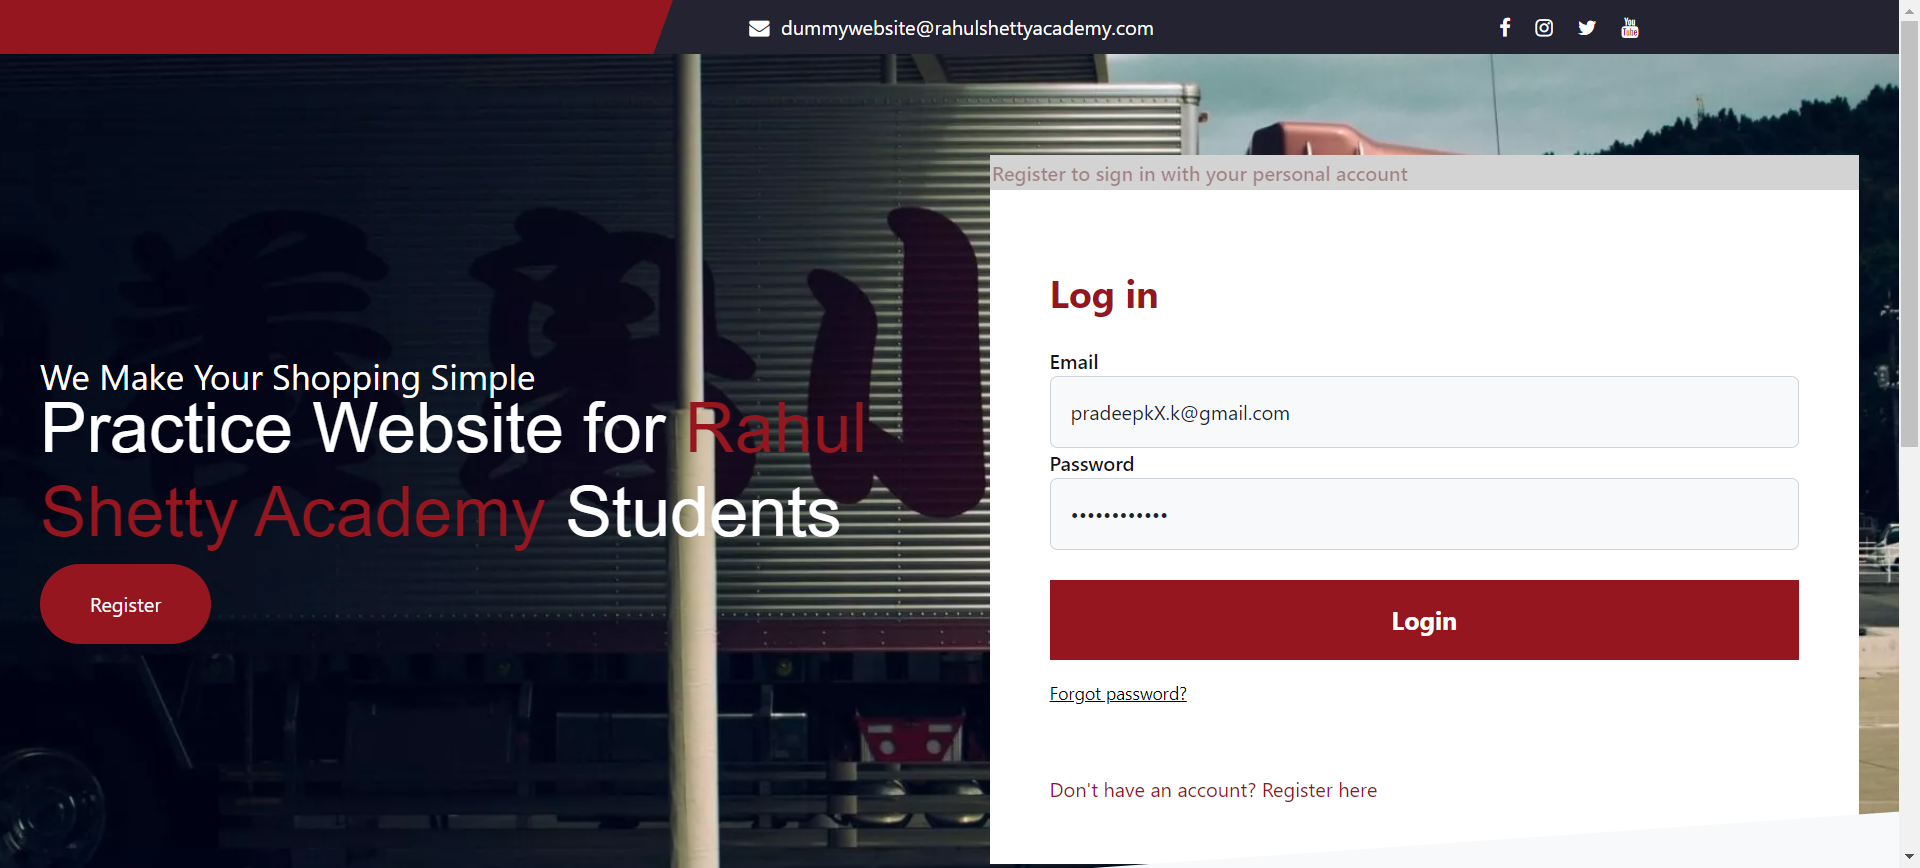 dummywebsite@rahulshettyacademy.com
Register to sign in with your personal account
We Make Your Shopping Simple
Practice Website for Rahul
Shetty Academy Students
Register
Log in
Email
pradeepkX.k@gmail.com
Password
••••••••••••
Login
Forgot password?
Don't have an account? Register here